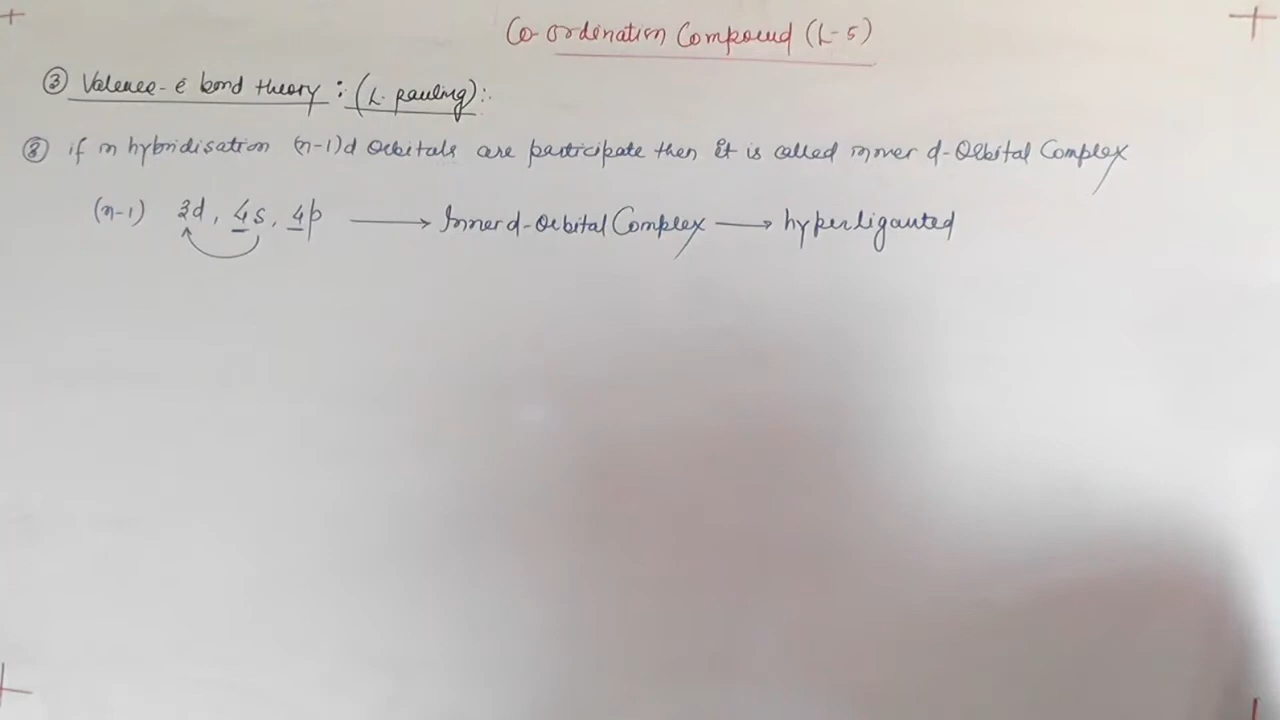 Co-ordination Compound (L-5)
③ Valence-e bond theory : (L. pauling):.
⑧ if in hybridisation (n-1)d orbitals are participate then it is called inner d-Orbital Complex
(n-1) 3d, 4s, 4p → Inner d-Orbital Complex → hyperliganted